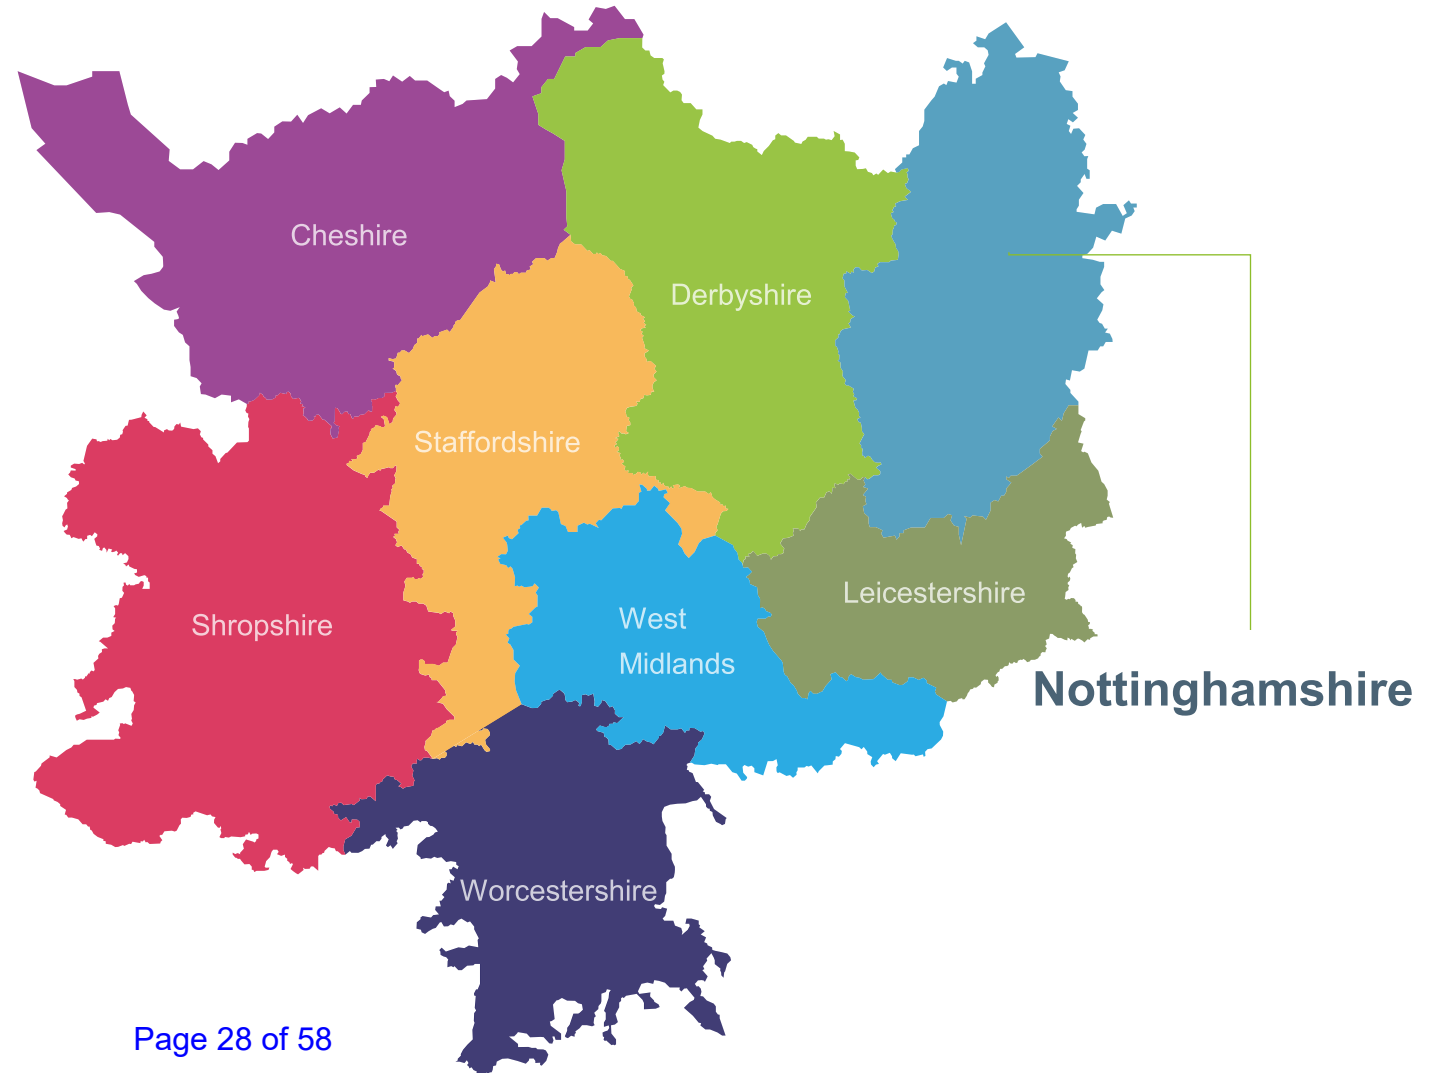 Cheshire
Derbyshire
Staffordshire
Leicestershire
West
Midlands
Shropshire
Nottinghamshire
Worcestershire
Page 28 of 58